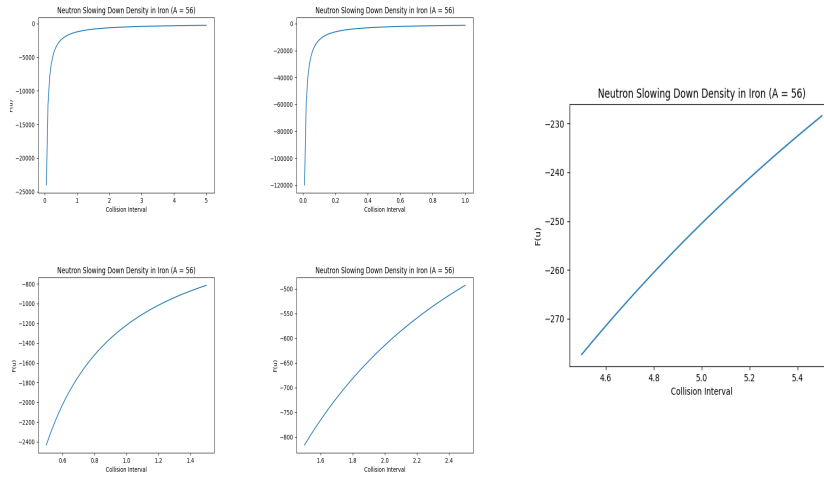 Neutron Slowing Down Density in Iron (A = 56)
0
−5000
−10000
−15000
−20000
−25000
0 1 2 3 4 5
Collision Interval
Neutron Slowing Down Density in Iron (A = 56)
0
−20000
−40000
−60000
−80000
−100000
−120000
0.0 0.2 0.4 0.6 0.8 1.0
Collision Interval
Neutron Slowing Down Density in Iron (A = 56)
−230
−240
−250
−260
−270
F(u)
4.6 4.8 5.0 5.2 5.4
Collision Interval
Neutron Slowing Down Density in Iron (A = 56)
−800
−1000
−1200
−1400
−1600
−1800
−2000
−2200
−2400
F(u)
0.6 0.8 1.0 1.2 1.4
Collision Interval
Neutron Slowing Down Density in Iron (A = 56)
−500
−550
−600
−650
−700
−750
−800
F(u)
1.6 1.8 2.0 2.2 2.4
Collision Interval